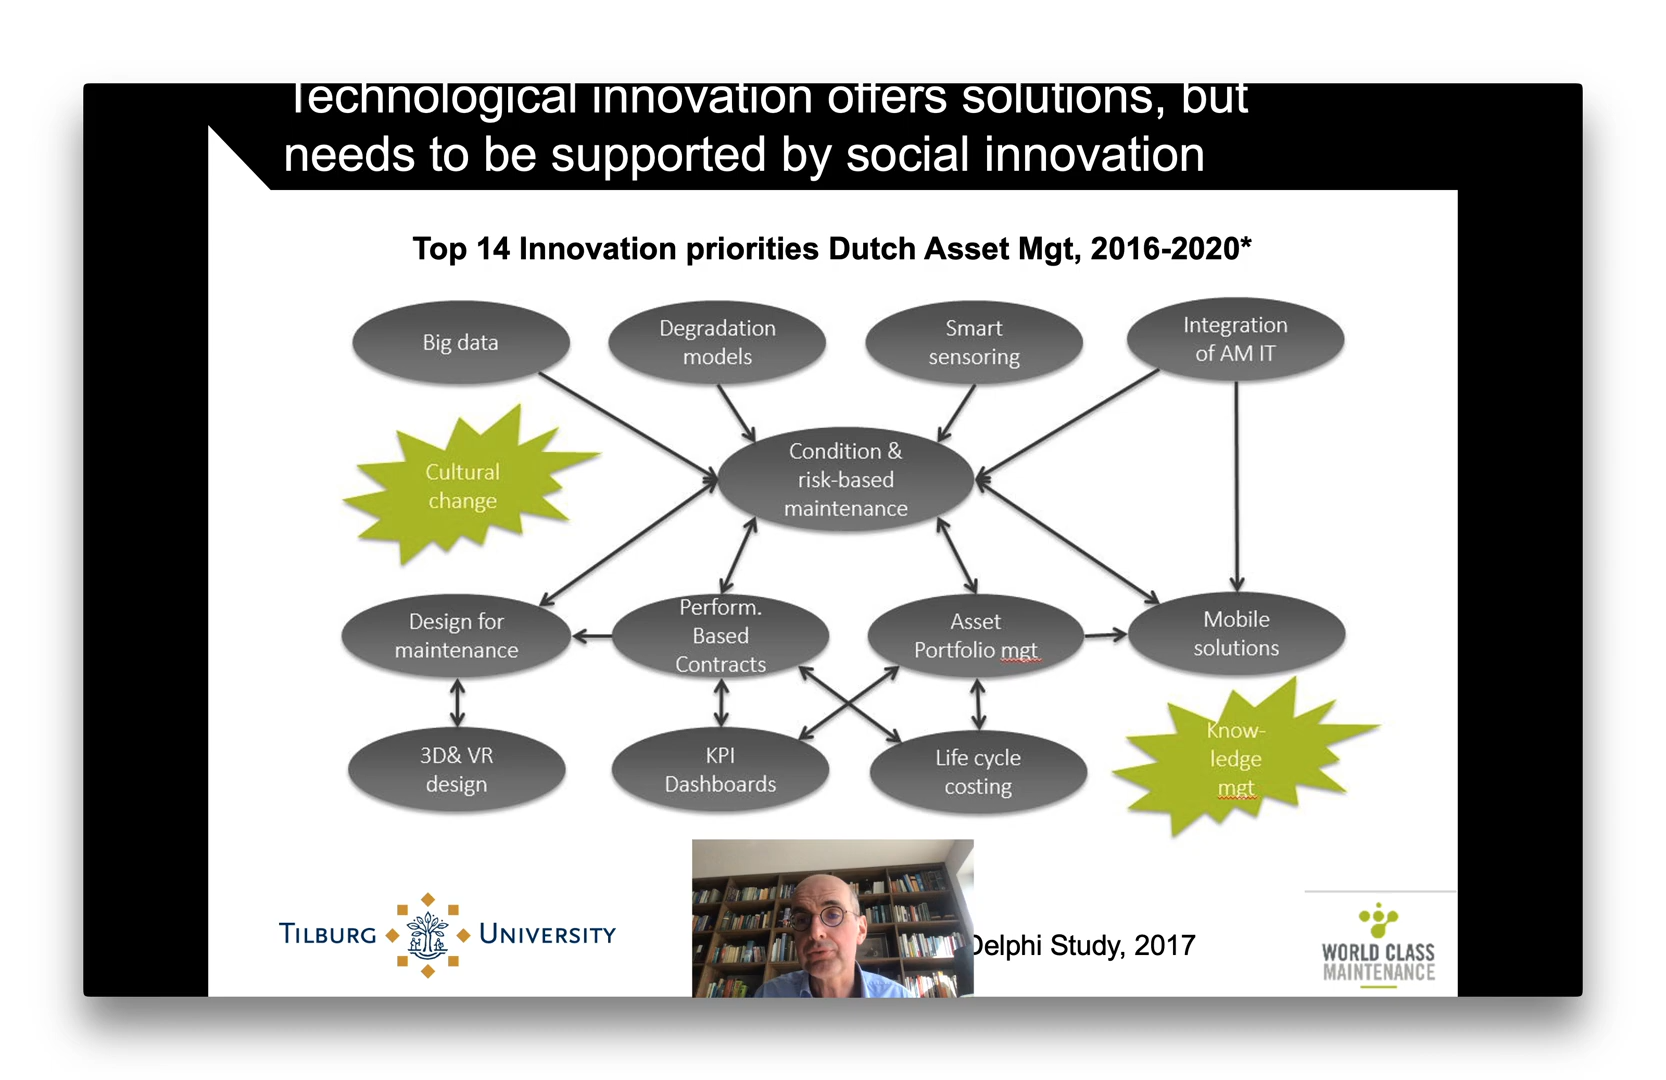 Technological innovation offers solutions, but
needs to be supported by social innovation
Top 14 Innovation priorities Dutch Asset Mgt, 2016-2020*
Big data
Degradation
models
Smart
sensoring
Integration
of AM IT
Cultural
change
Condition &
risk-based
maintenance
Design for
maintenance
Perform.
Based
Contracts
Asset
Portfolio mgt
Mobile
solutions
3D& VR
design
KPI
Dashboards
Life cycle
costing
Know-
ledge
mgt
TILBURG UNIVERSITY
Delphi Study, 2017
WORLD CLASS
MAINTENANCE